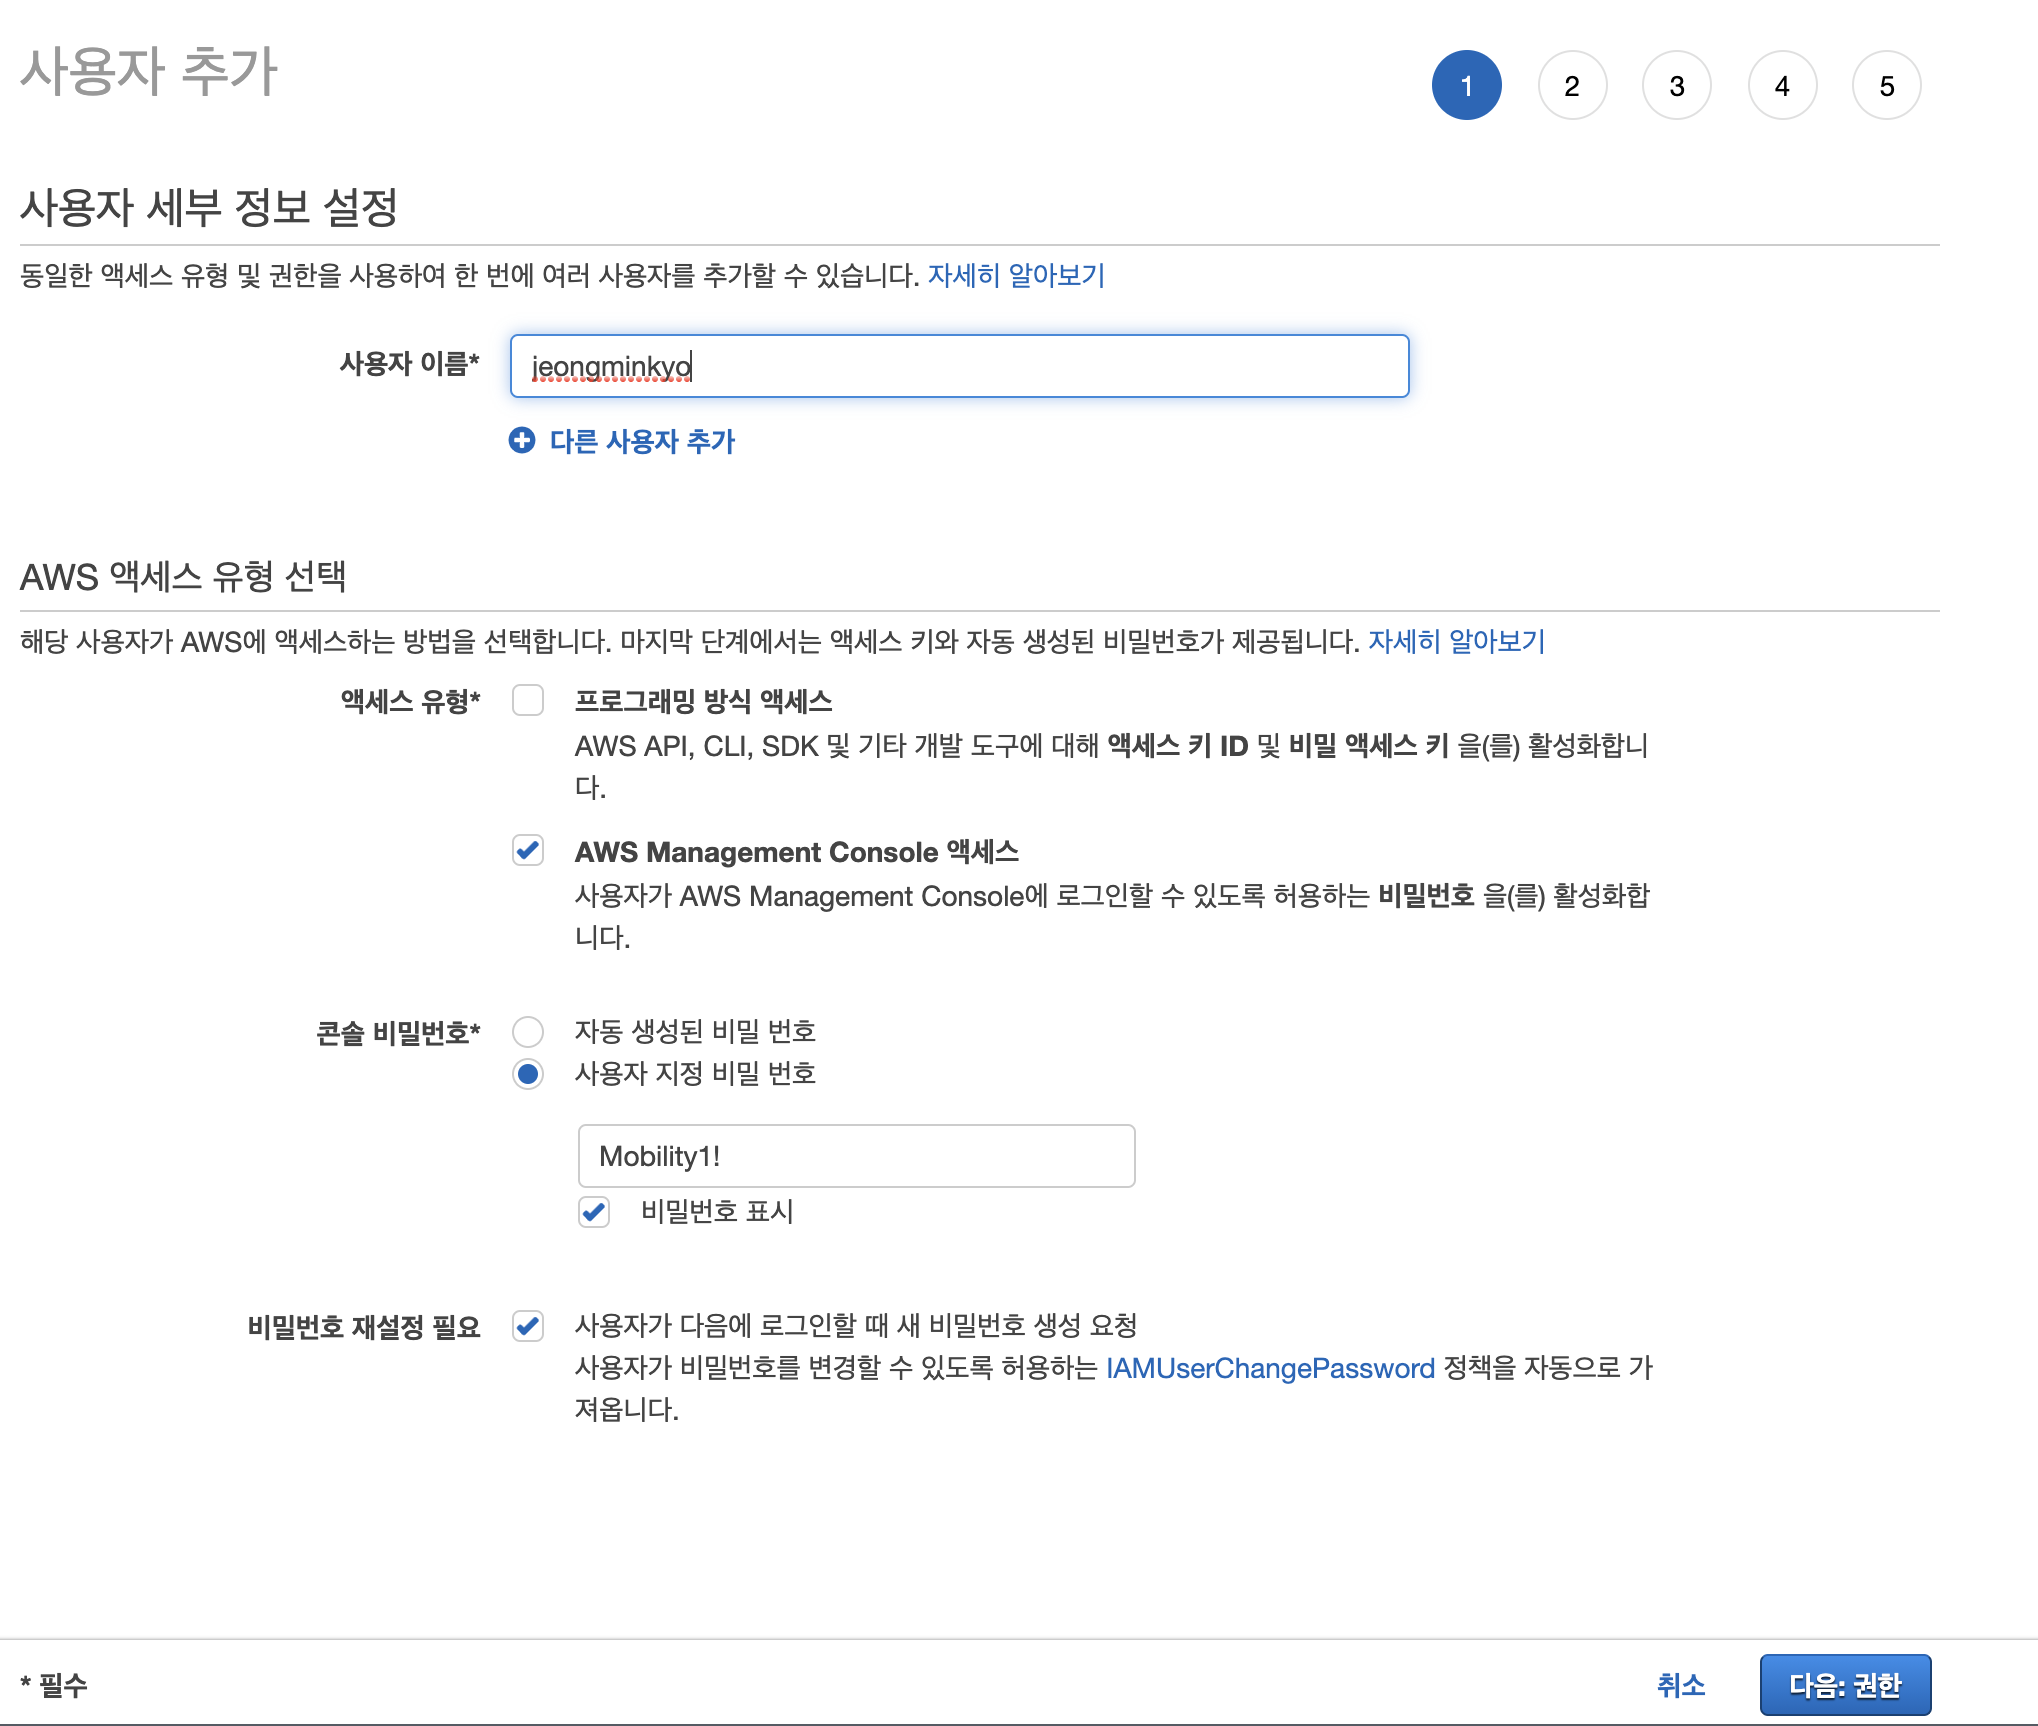 사용자 추가
1 2 3 4 5
사용자 세부 정보 설정
동일한 액세스 유형 및 권한을 사용하여 한 번에 여러 사용자를 추가할 수 있습니다. 자세히 알아보기
사용자 이름* jeongminkyo
다른 사용자 추가
AWS 액세스 유형 선택
해당 사용자가 AWS에 액세스하는 방법을 선택합니다. 마지막 단계에서는 액세스 키와 자동 생성된 비밀번호가 제공됩니다. 자세히 알아보기
액세스 유형* 프로그래밍 방식 액세스
AWS API, CLI, SDK 및 기타 개발 도구에 대해 액세스 키 ID 및 비밀 액세스 키 을(를) 활성화합니
다.
AWS Management Console 액세스
사용자가 AWS Management Console에 로그인할 수 있도록 허용하는 비밀번호 을(를) 활성화합
니다.
콘솔 비밀번호* 자동 생성된 비밀 번호
사용자 지정 비밀 번호
Mobility1!
비밀번호 표시
비밀번호 재설정 필요 사용자가 다음에 로그인할 때 새 비밀번호 생성 요청
사용자가 비밀번호를 변경할 수 있도록 허용하는 IAMUserChangePassword 정책을 자동으로 가
져옵니다.
* 필수 취소 다음: 권한